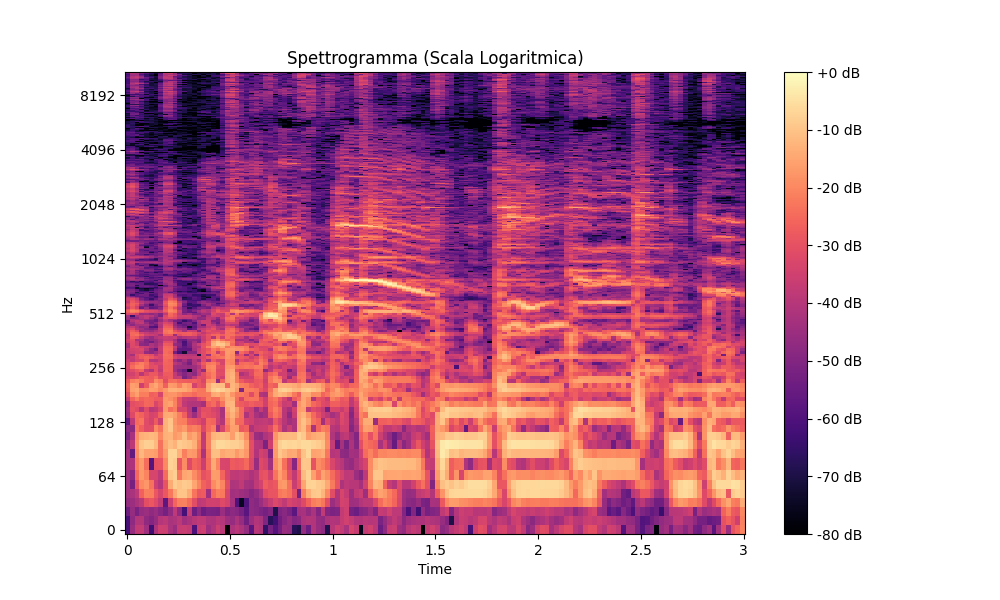 Spettrogramma (Scala Logaritmica)
Hz
8192
4096
2048
1024
512
256
128
64
0
0 0.5 1 1.5 2 2.5 3
Time
+0 dB
-10 dB
-20 dB
-30 dB
-40 dB
-50 dB
-60 dB
-70 dB
-80 dB